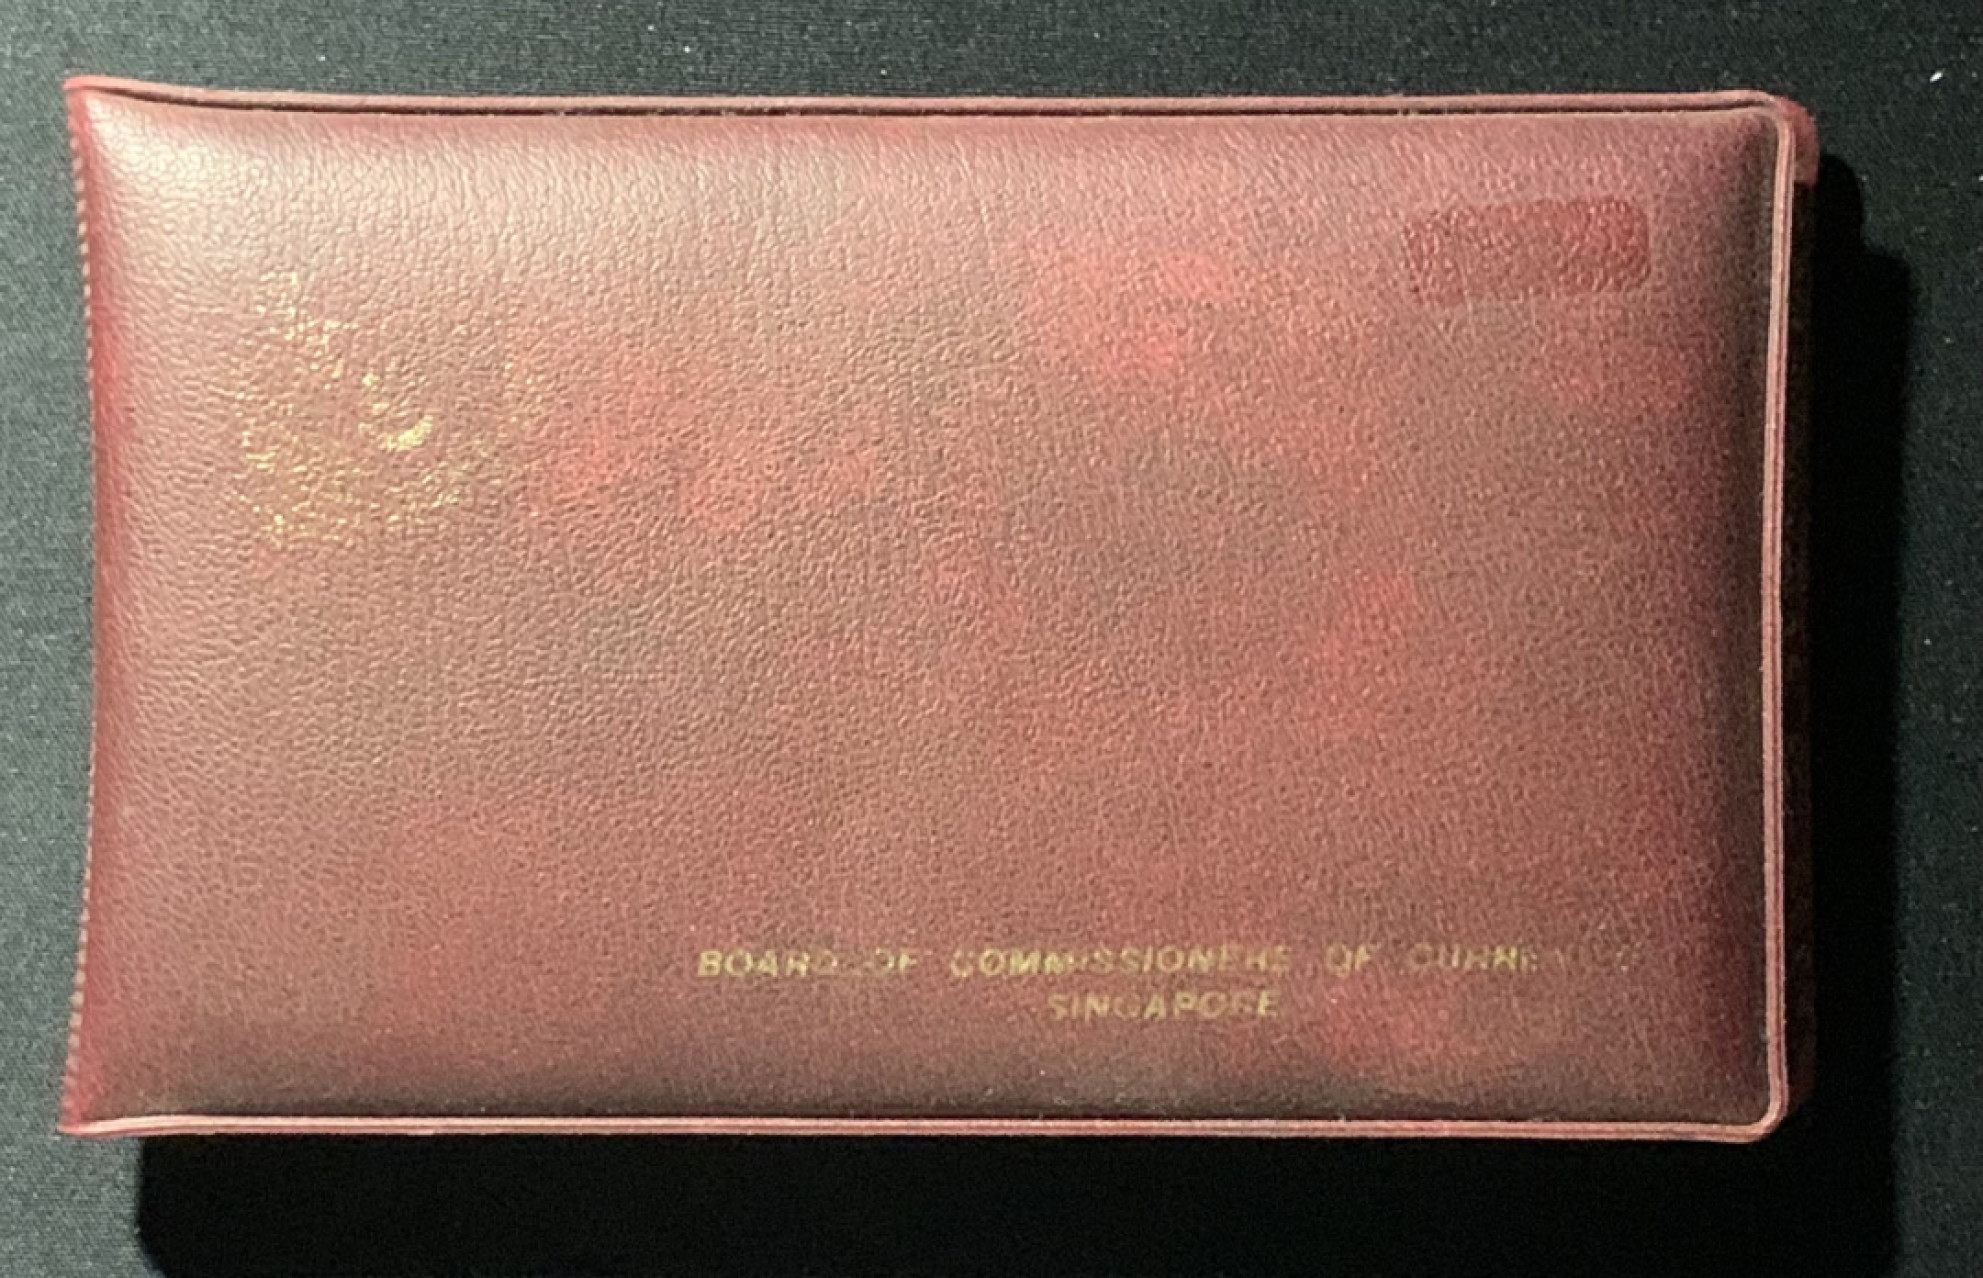 BOARD OF COMMISSIONERS OF
SINGAPORE